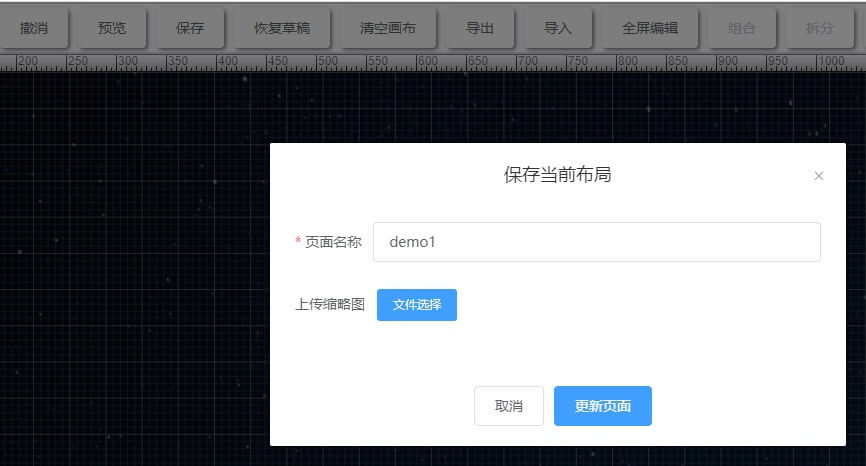 撤消 预览 保存 恢复草稿 清空画布 导出 导入 全屏编辑 组合 拆分
200 250 300 350 400 450 500 550 600 650 700 750 800 850 900 950 1000
保存当前布局 ×
* 页面名称 demo1
上传缩略图 文件选择
取消 更新页面